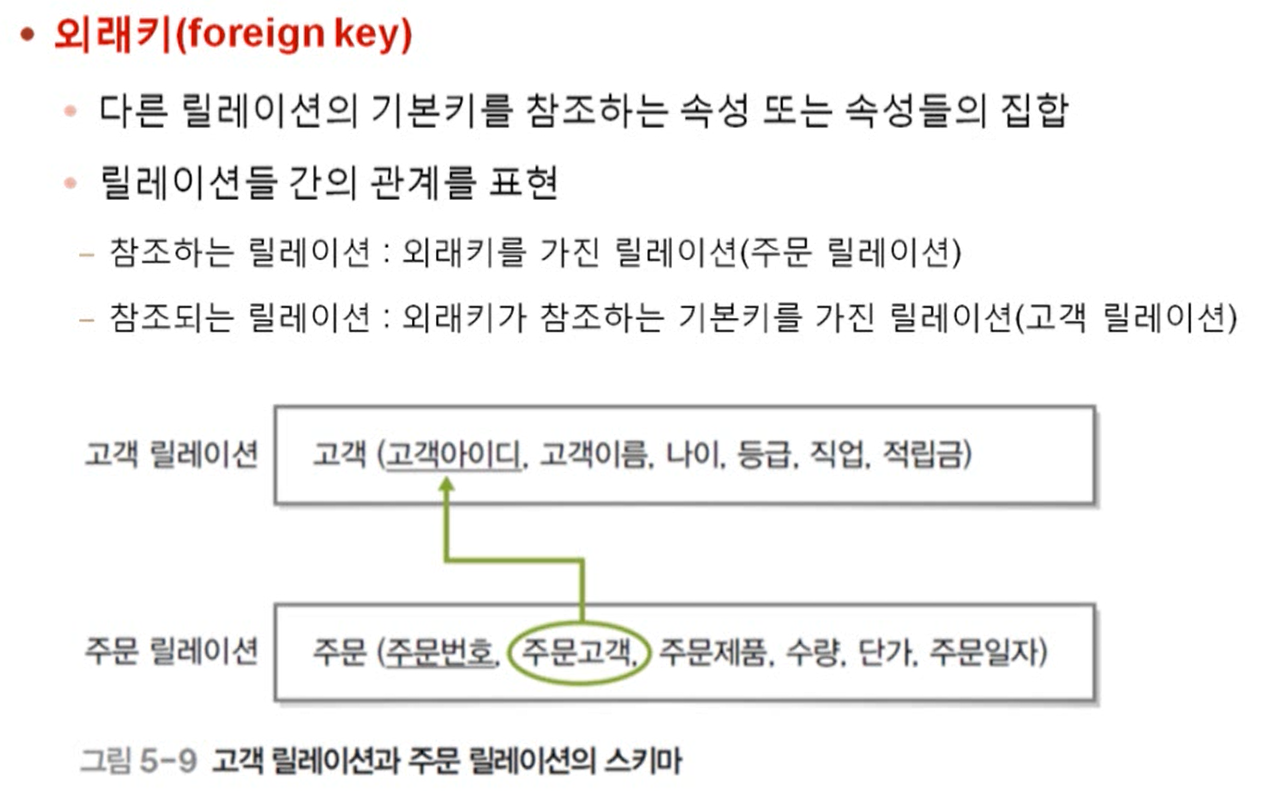 • 외래키(foreign key)
• 다른 릴레이션의 기본키를 참조하는 속성 또는 속성들의 집합
• 릴레이션들 간의 관계를 표현
– 참조하는 릴레이션 : 외래키를 가진 릴레이션(주문 릴레이션)
– 참조되는 릴레이션 : 외래키가 참조하는 기본키를 가진 릴레이션(고객 릴레이션)
고객 릴레이션 고객 (고객아이디, 고객이름, 나이, 등급, 직업, 적립금)
주문 릴레이션 주문 (주문번호, 주문고객, 주문제품, 수량, 단가, 주문일자)
그림 5-9 고객 릴레이션과 주문 릴레이션의 스키마